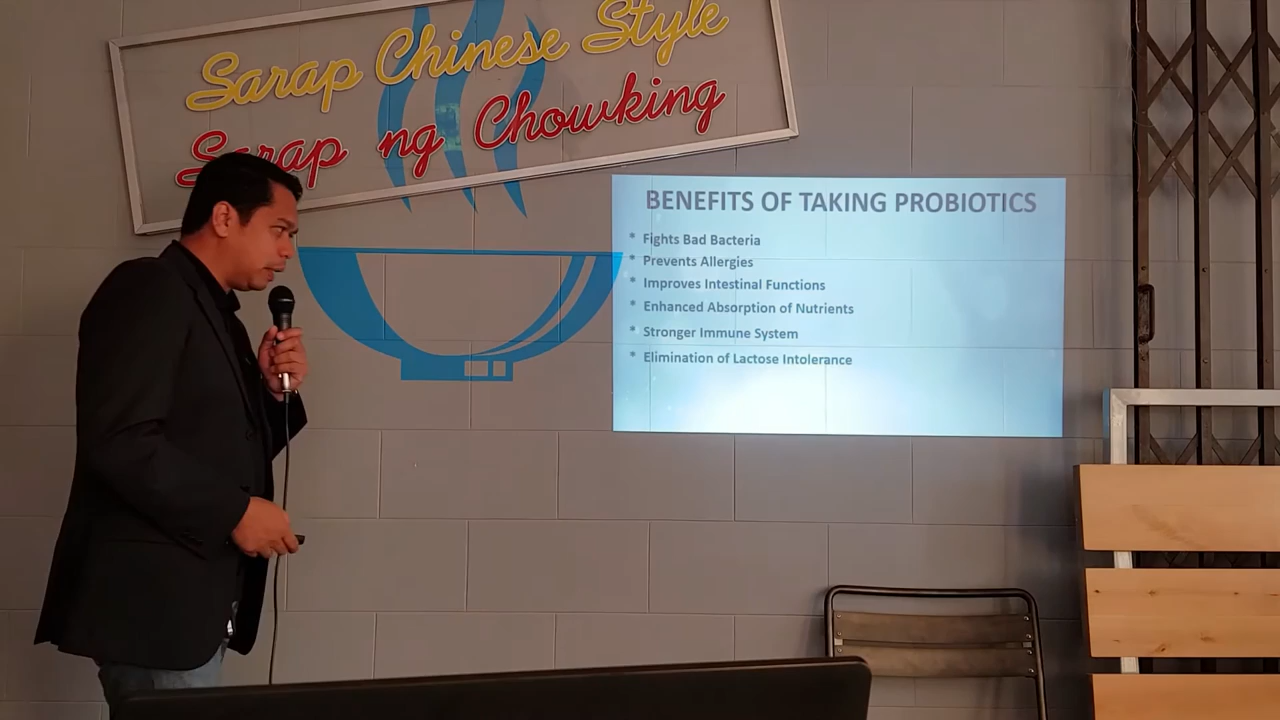 Sarap Chinese Style
Sarap ng Chowking
BENEFITS OF TAKING PROBIOTICS
* Fights Bad Bacteria
* Prevents Allergies
* Improves Intestinal Functions
* Enhanced Absorption of Nutrients
* Stronger Immune System
* Elimination of Lactose Intolerance